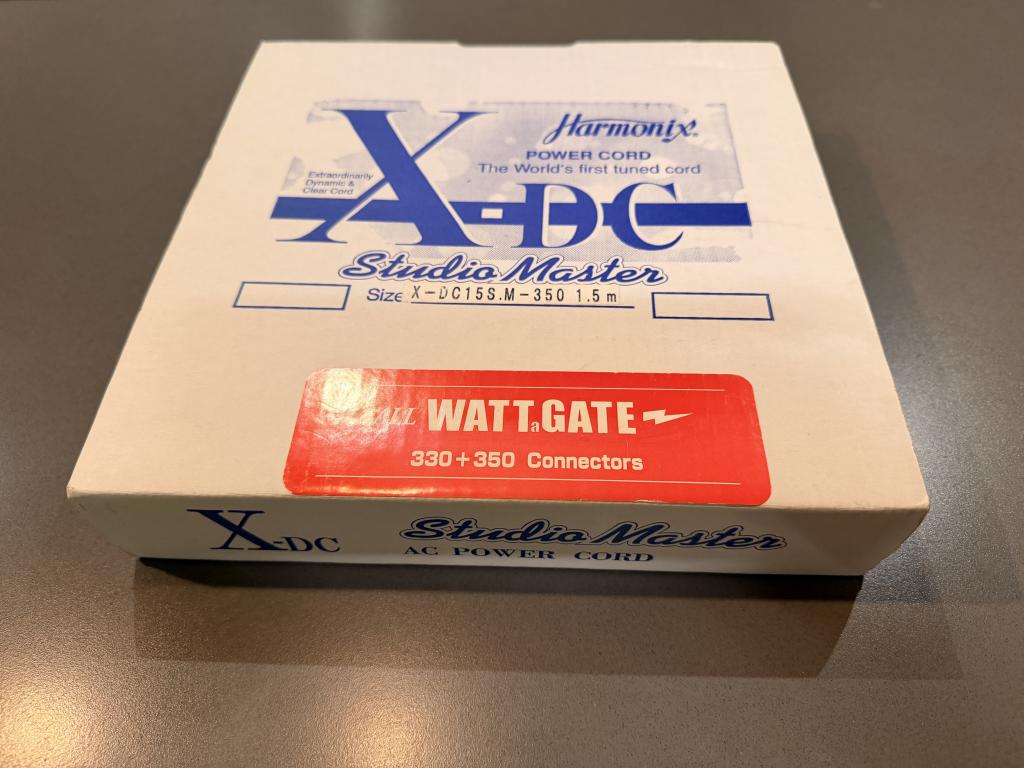 Harmonix
POWER CORD
The World's first tuned cord
Extraordinarily
Dynamic &
Clear Cord
X-DC
Studio Master
Size X-DC15S.M-350 1.5m
WATTaGATE
330+350 Connectors
X-DC Studio Master
AC POWER CORD